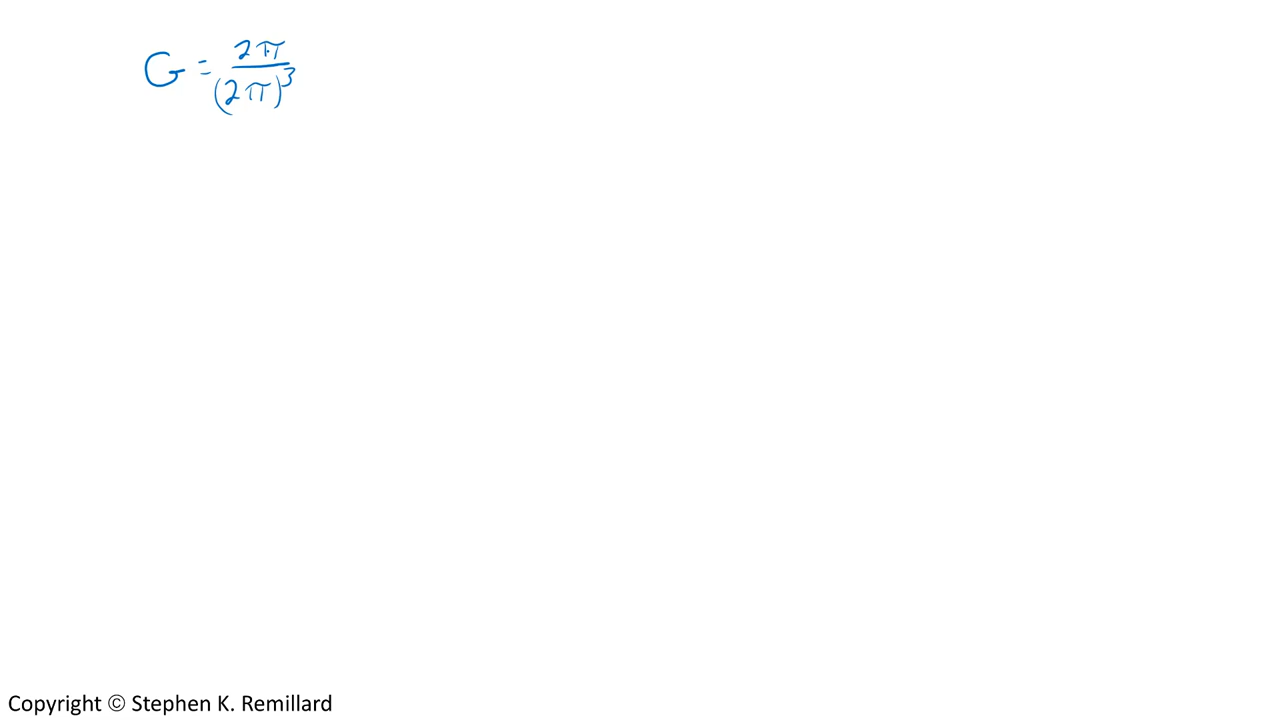 G = 2π / (2π)³
Copyright © Stephen K. Remillard